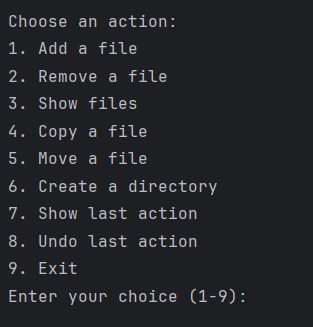 Choose an action:
1. Add a file
2. Remove a file
3. Show files
4. Copy a file
5. Move a file
6. Create a directory
7. Show last action
8. Undo last action
9. Exit
Enter your choice (1-9):